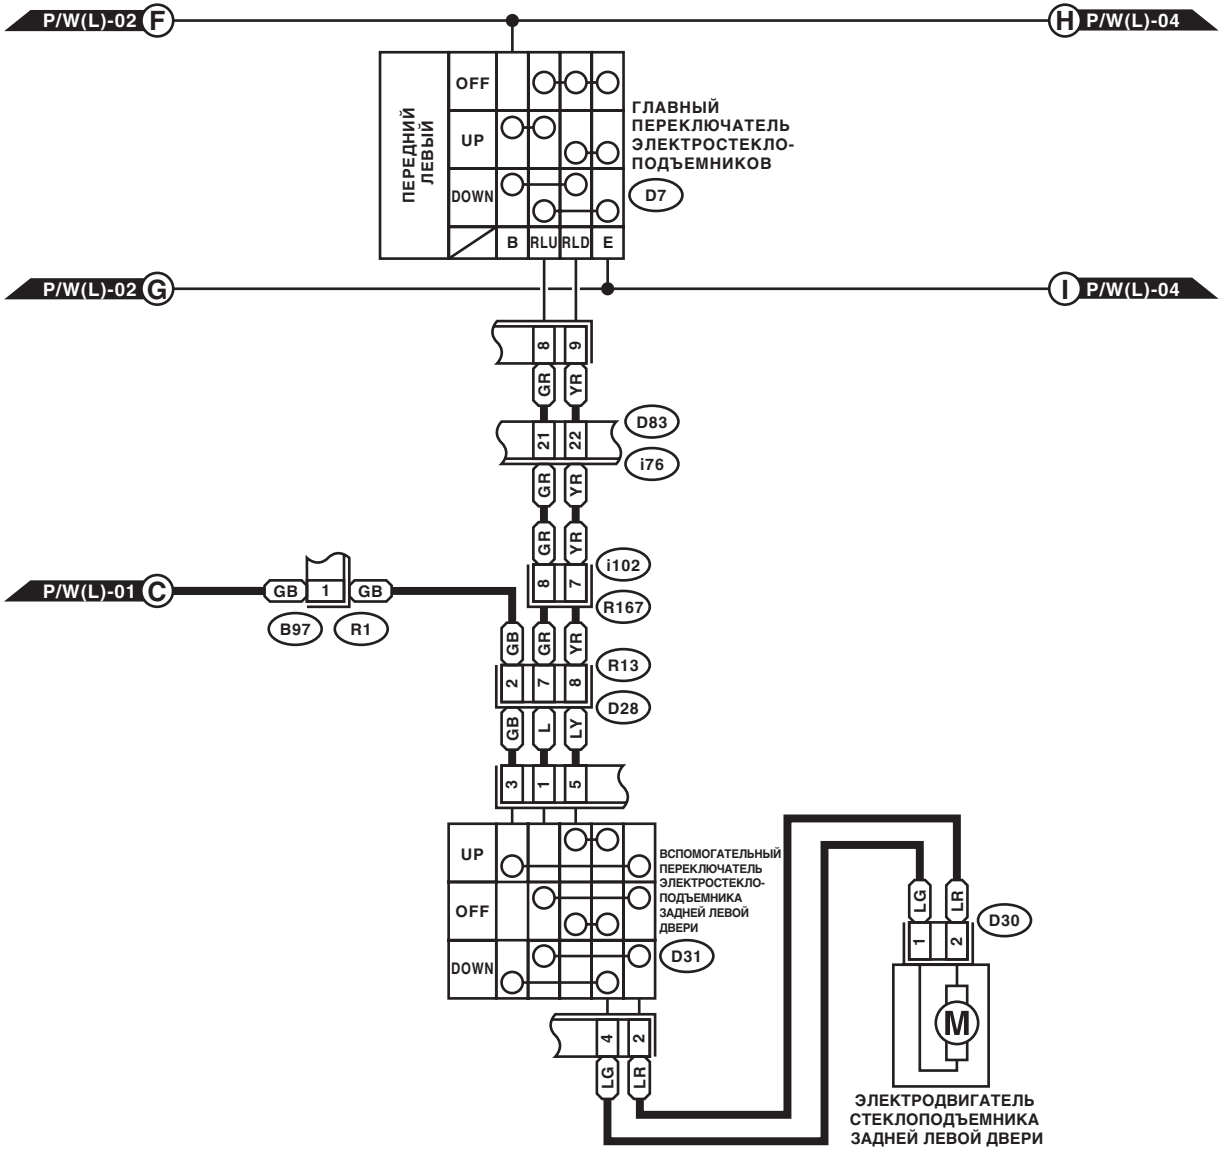 P/W(L)-02 F
H P/W(L)-04
ПЕРЕДНИЙ
ЛЕВЫЙ
OFF
UP
DOWN
B RLU RLD E
ГЛАВНЫЙ
ПЕРЕКЛЮЧАТЕЛЬ
ЭЛЕКТРОСТЕКЛО-
ПОДЪЕМНИКОВ
D7
P/W(L)-02 G
I P/W(L)-04
8 9
GR YR
21 22
D83
i76
GR YR
GR YR
8 7
i102
R167
P/W(L)-01 C
GB 1 GB
B97 R1
GB GR YR
2 7 8
R13
D28
GB L LY
3 1 5
UP
OFF
DOWN
ВСПОМОГАТЕЛЬНЫЙ
ПЕРЕКЛЮЧАТЕЛЬ
ЭЛЕКТРОСТЕКЛО-
ПОДЪЕМНИКА
ЗАДНЕЙ ЛЕВОЙ
ДВЕРИ
D31
4 2
LG LR
LG LR
1 2
D30
M
ЭЛЕКТРОДВИГАТЕЛЬ
СТЕКЛОПОДЪЕМНИКА
ЗАДНЕЙ ЛЕВОЙ ДВЕРИ